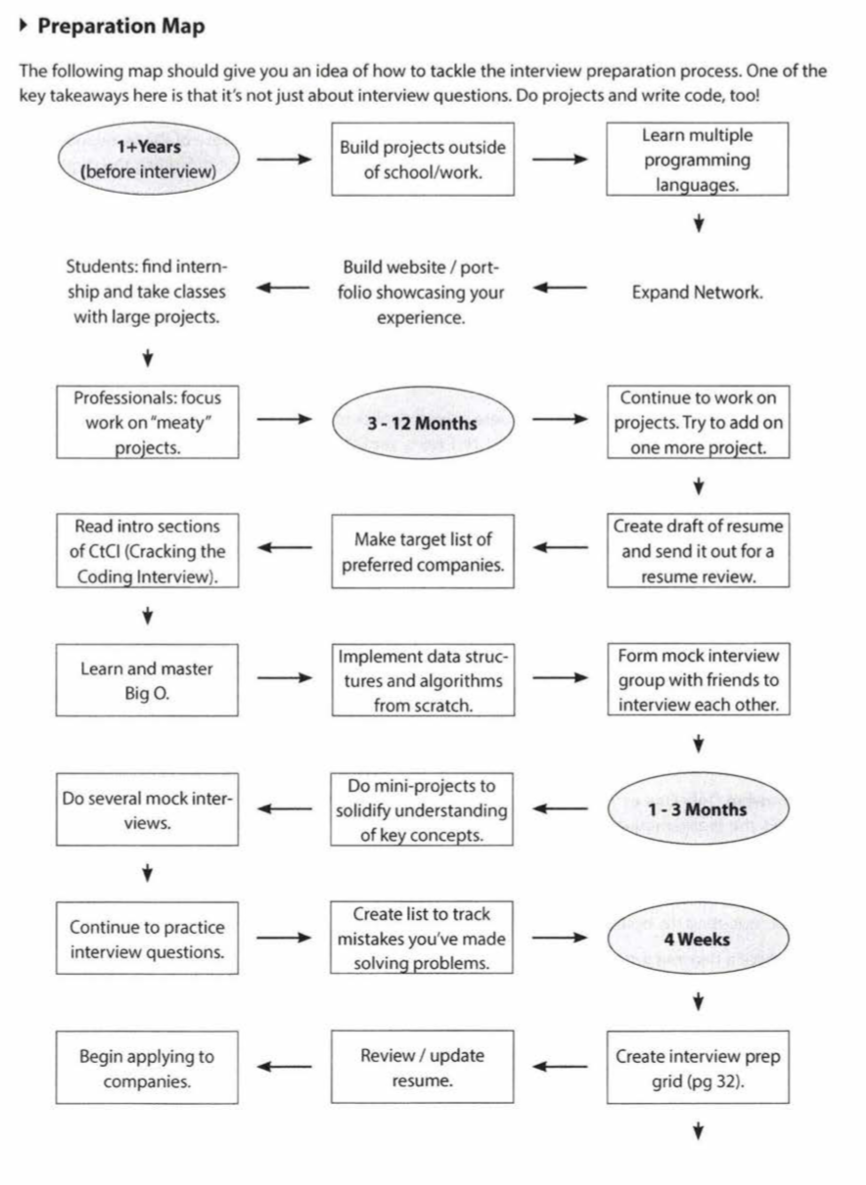 Preparation Map
The following map should give you an idea of how to tackle the interview preparation process. One of the
key takeaways here is that it's not just about interview questions. Do projects and write code, too!
1+Years
(before interview)
Build projects outside
of school/work.
Learn multiple
programming
languages.
Students: find intern-
ship and take classes
with large projects.
Build website / port-
folio showcasing your
experience.
Expand Network.
Professionals: focus
work on "meaty"
projects.
3 - 12 Months
Continue to work on
projects. Try to add on
one more project.
Read intro sections
of CtCI (Cracking the
Coding Interview).
Make target list of
preferred companies.
Create draft of resume
and send it out for a
resume review.
Learn and master
Big O.
Implement data struc-
tures and algorithms
from scratch.
Form mock interview
group with friends to
interview each other.
Do several mock inter-
views.
Do mini-projects to
solidify understanding
of key concepts.
1 - 3 Months
Continue to practice
interview questions.
Create list to track
mistakes you've made
solving problems.
4 Weeks
Begin applying to
companies.
Review / update
resume.
Create interview prep
grid (pg 32).